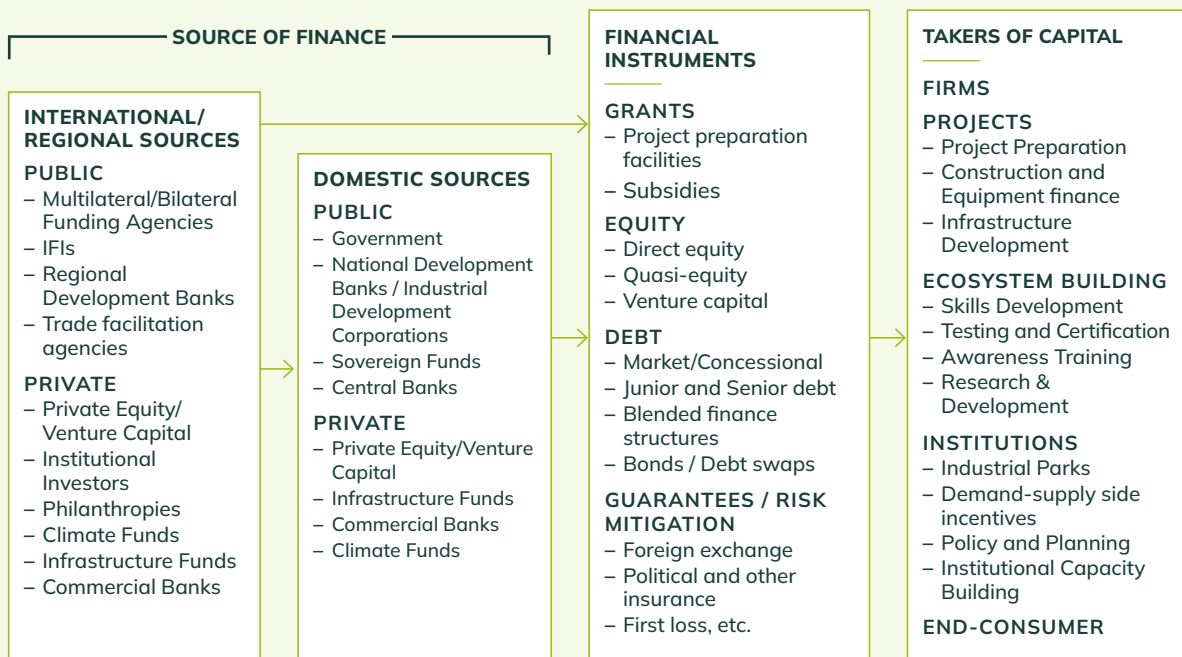 SOURCE OF FINANCE
INTERNATIONAL/
REGIONAL SOURCES
PUBLIC
– Multilateral/Bilateral
Funding Agencies
– IFIs
– Regional
Development Banks
– Trade facilitation
agencies
PRIVATE
– Private Equity/
Venture Capital
– Institutional
Investors
– Philanthropies
– Climate Funds
– Infrastructure Funds
– Commercial Banks
DOMESTIC SOURCES
PUBLIC
– Government
– National Development
Banks / Industrial
Development
Corporations
– Sovereign Funds
– Central Banks
PRIVATE
– Private Equity/Venture
Capital
– Infrastructure Funds
– Commercial Banks
– Climate Funds
FINANCIAL
INSTRUMENTS
GRANTS
– Project preparation
facilities
– Subsidies
EQUITY
– Direct equity
– Quasi-equity
– Venture capital
DEBT
– Market/Concessional
– Junior and Senior debt
– Blended finance
structures
– Bonds / Debt swaps
GUARANTEES / RISK
MITIGATION
– Foreign exchange
– Political and other
insurance
– First loss, etc.
TAKERS OF CAPITAL
FIRMS
PROJECTS
– Project Preparation
– Construction and
Equipment finance
– Infrastructure
Development
ECOSYSTEM BUILDING
– Skills Development
– Testing and Certification
– Awareness Training
– Research &
Development
INSTITUTIONS
– Industrial Parks
– Demand-supply side
incentives
– Policy and Planning
– Institutional Capacity
Building
END-CONSUMER